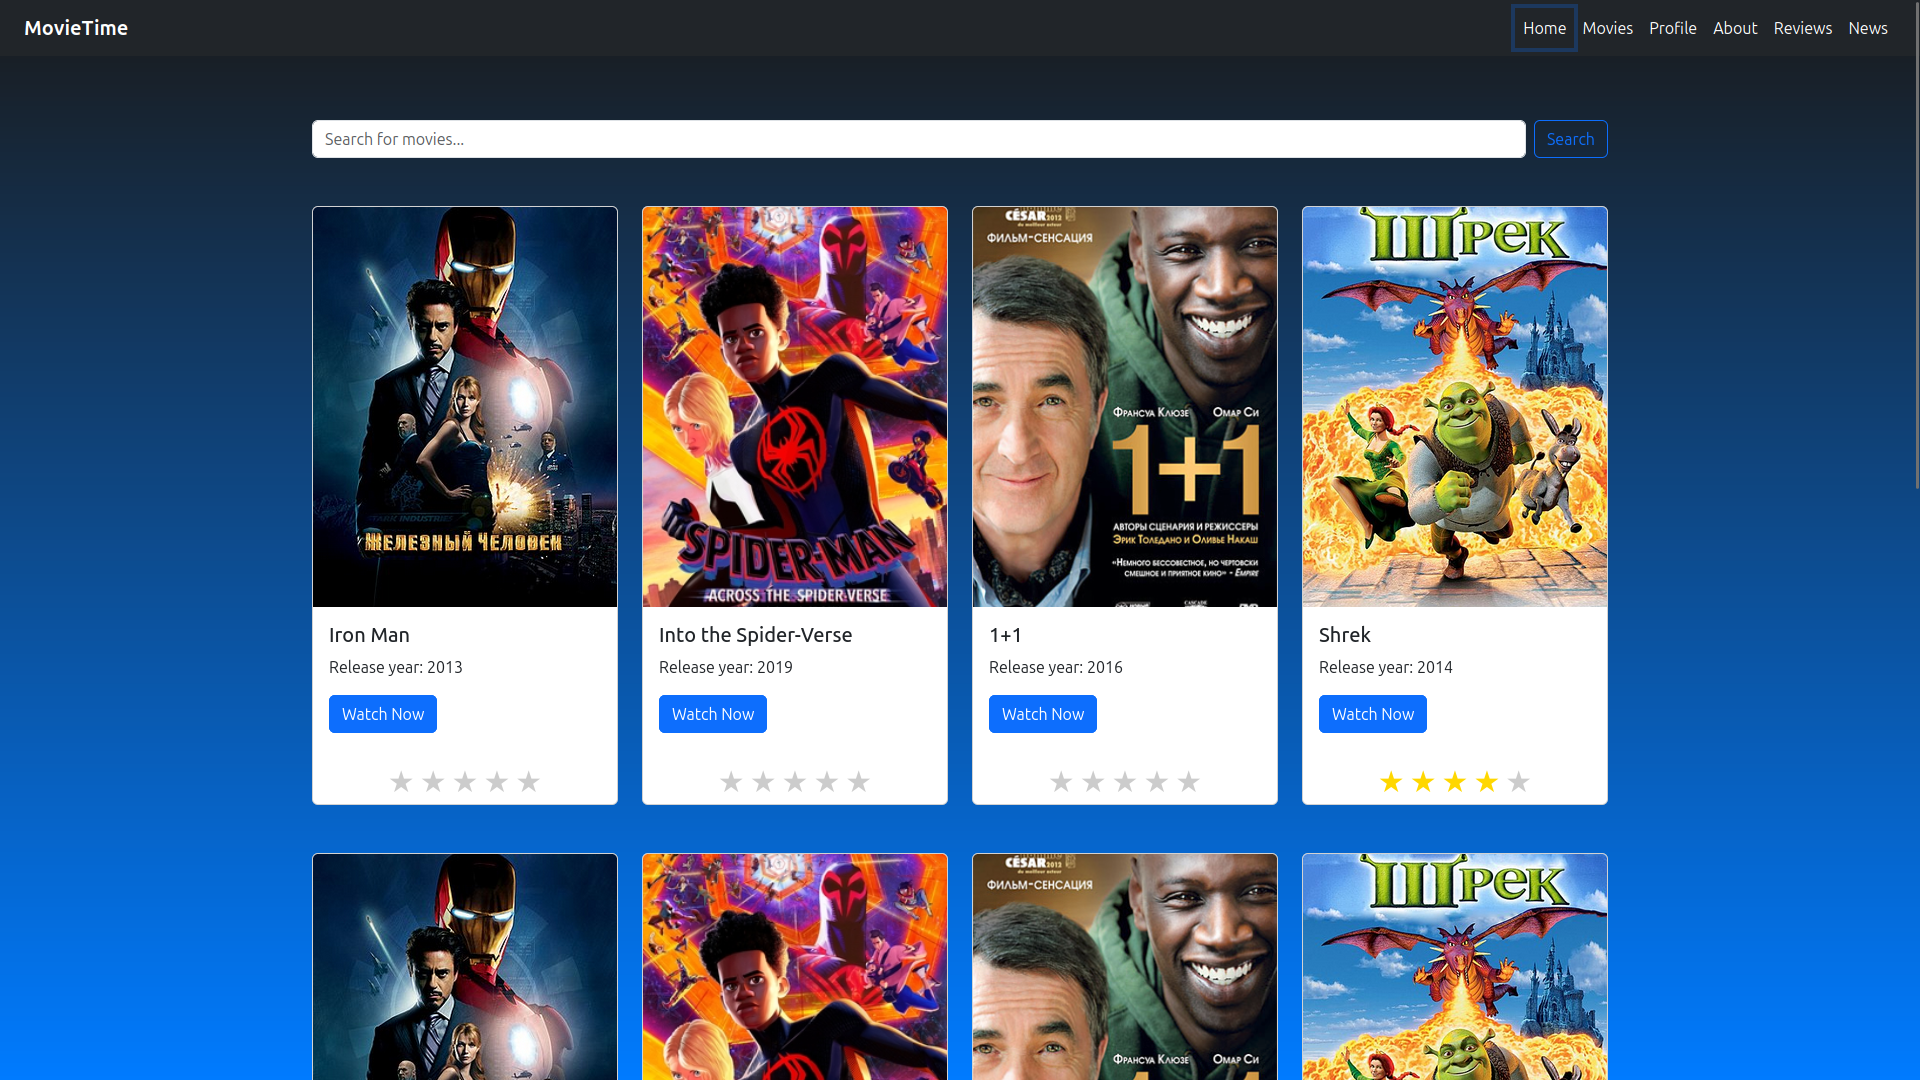 MovieTime
Home Movies Profile About Reviews News
Search for movies...
Search
STARK INDUSTRIES
ЖЕЛЕЗНЫЙ ЧЕЛОВЕК
Iron Man
Release year: 2013
Watch Now
★ ★ ★ ★ ★
SPIDER-MAN
ACROSS THE SPIDER-VERSE
Into the Spider-Verse
Release year: 2019
Watch Now
★ ★ ★ ★ ★
CÉSAR 2012
ФИЛЬМ-СЕНСАЦИЯ
ФРАНСУА КЛЮЗЕ ОМАР СИ
1+1
АВТОРЫ СЦЕНАРИЯ И РЕЖИССЕРЫ
ЭРИК ТОЛЕДАНО И ОЛИВЬЕ НАКАШ
«НЕМНОГО БЕССОВЕСТНОЕ, НО ЧЕРТОВСКИ
СМЕШНОЕ И ПРИЯТНОЕ КИНО» - EMPIRE
1+1
Release year: 2016
Watch Now
★ ★ ★ ★ ★
Шрек
Shrek
Release year: 2014
Watch Now
★ ★ ★ ★ ★
CÉSAR 2012
ФИЛЬМ-СЕНСАЦИЯ
ФРАНСУА КЛЮЗЕ ОМАР СИ
Шрек